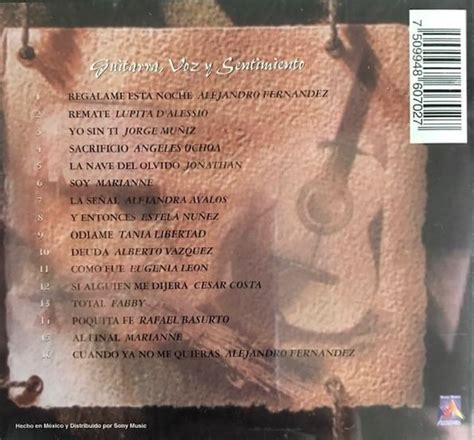 Guitarra, Voz y Sentimiento
1 REGALAME ESTA NOCHE ALEJANDRO FERNANDEZ
2 REMATE LUPITA D'ALESSIO
3 YO SIN TI JORGE MUÑIZ
4 SACRIFICIO ANGELES OCHOA
5 LA NAVE DEL OLVIDO JONATHAN
6 SOY MARIANNE
7 LA SEÑAL ALEJANDRA AVALOS
8 Y ENTONCES ESTELA NUÑEZ
9 ODIAME TANIA LIBERTAD
10 DEUDA ALBERTO VAZQUEZ
11 COMO FUE EUGENIA LEON
12 SI ALGUIEN ME DIJERA CESAR COSTA
13 TOTAL FABBY
14 POQUITA FE RAFAEL BASURTO
15 AL FINAL MARIANNE
16 CUANDO YA NO ME QUIERAS ALEJANDRO FERNANDEZ
7 509948 607027
Hecho en México y Distribuido por Sony Music